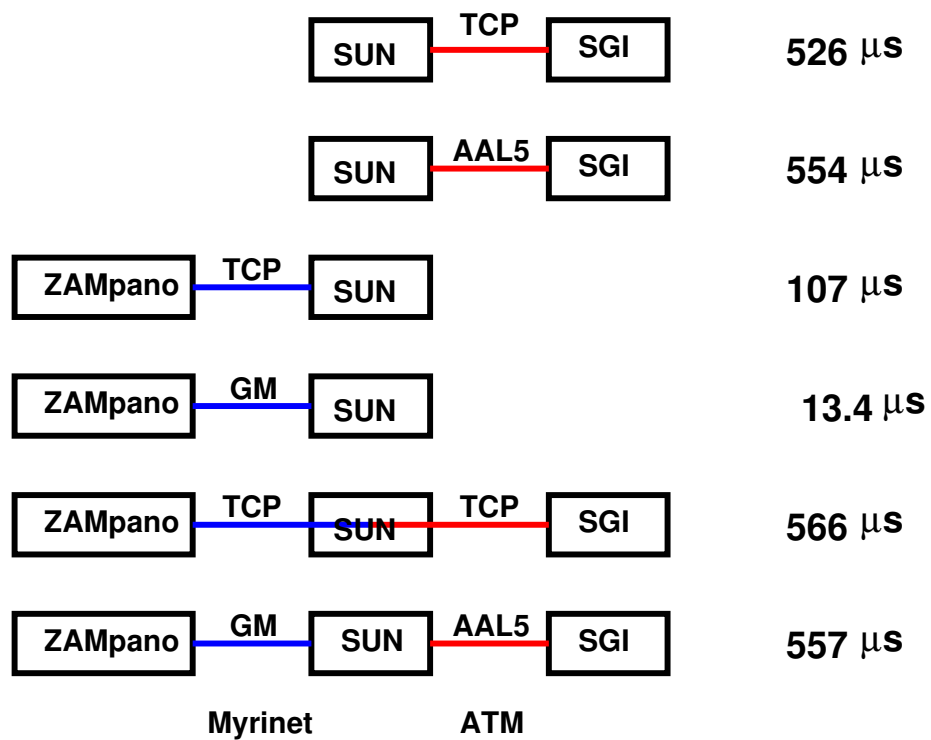 TCP
SUN SGI 526 μs
AAL5
SUN SGI 554 μs
TCP
ZAMpano SUN 107 μs
GM
ZAMpano SUN 13.4 μs
TCP TCP
ZAMpano SUN SGI 566 μs
GM AAL5
ZAMpano SUN SGI 557 μs
Myrinet ATM